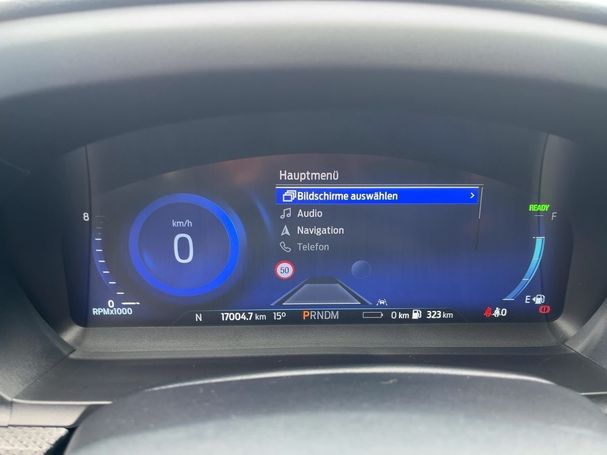 Hauptmenü
Bildschirme auswählen
Audio
Navigation
Telefon
km/h
0
50
8
0
RPMx1000
READY
F
E
N 17004.7 km 15° PRNDM 0 km 323 km
0